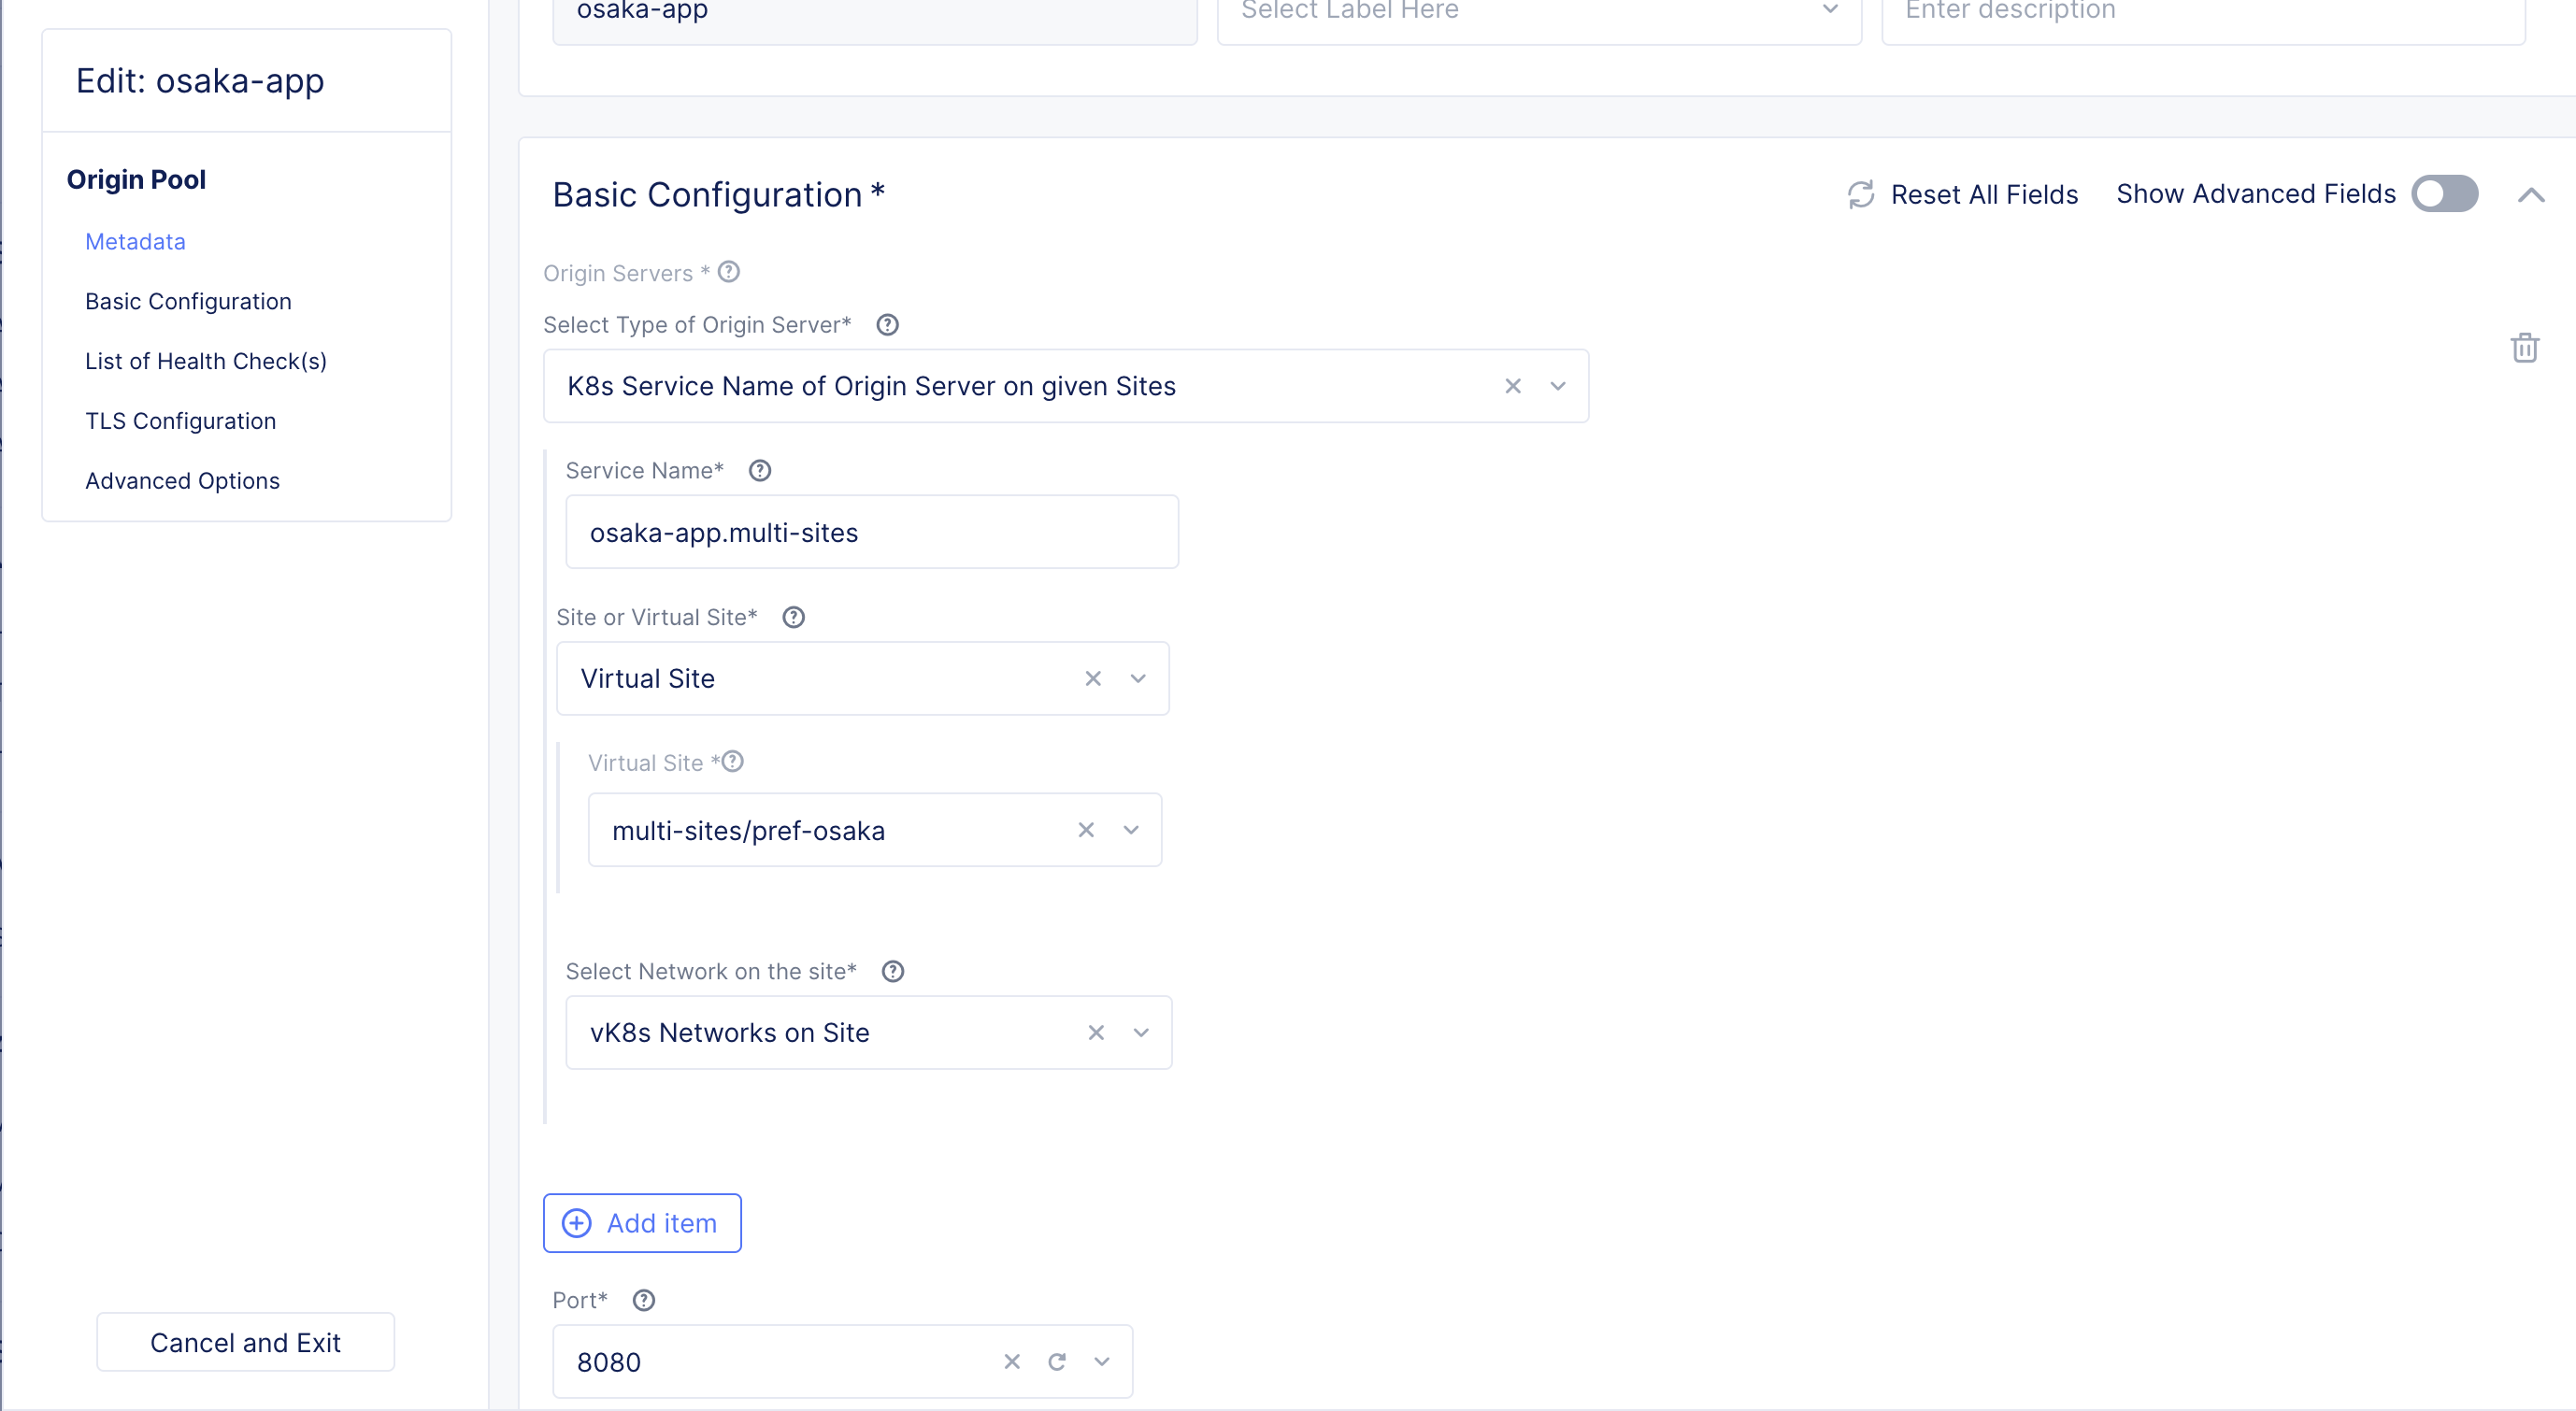 Edit: osaka-app
Origin Pool
Metadata
Basic Configuration
List of Health Check(s)
TLS Configuration
Advanced Options
Cancel and Exit
osaka-app
Select Label Here
Enter description
Basic Configuration *
Reset All Fields
Show Advanced Fields
Origin Servers *
Select Type of Origin Server*
K8s Service Name of Origin Server on given Sites
Service Name*
osaka-app.multi-sites
Site or Virtual Site*
Virtual Site
Virtual Site *
multi-sites/pref-osaka
Select Network on the site*
vK8s Networks on Site
Add item
Port*
8080